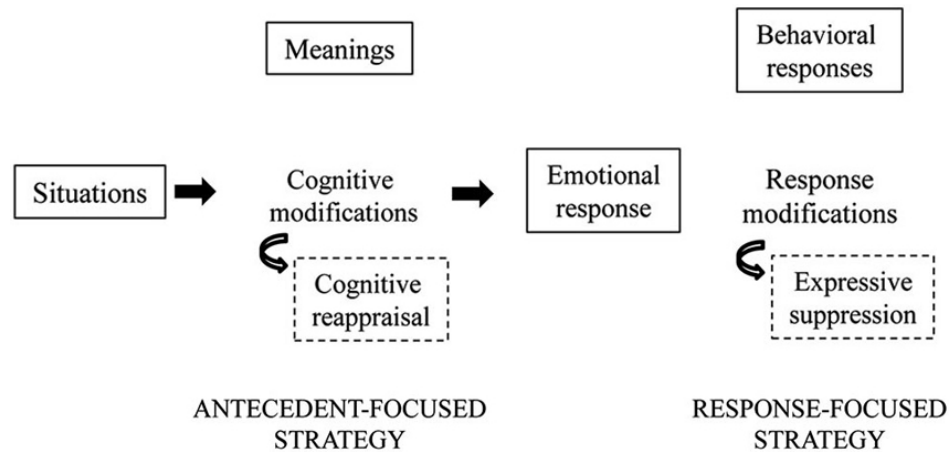 Meanings
Behavioral
responses
Situations
Cognitive
modifications
Emotional
response
Response
modifications
Cognitive
reappraisal
Expressive
suppression
ANTECEDENT-FOCUSED
STRATEGY
RESPONSE-FOCUSED
STRATEGY